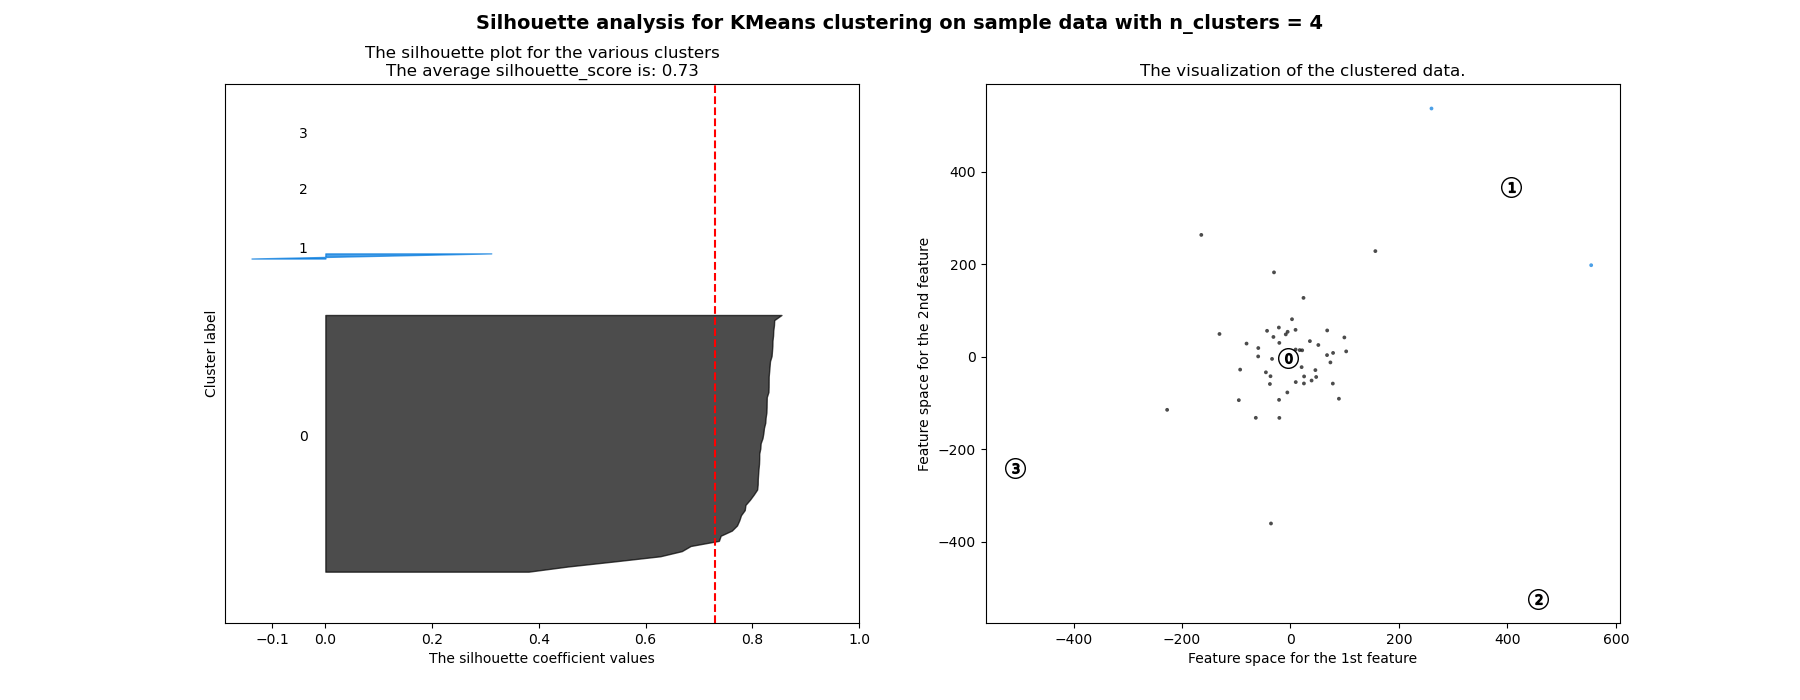 Silhouette analysis for KMeans clustering on sample data with n_clusters = 4
The silhouette plot for the various clusters
The average silhouette_score is: 0.73
3
2
1
0
Cluster label
−0.1 0.0 0.2 0.4 0.6 0.8 1.0
The silhouette coefficient values
The visualization of the clustered data.
400
200
0
−200
−400
Feature space for the 2nd feature
1
0
3
2
−400 −200 0 200 400 600
Feature space for the 1st feature